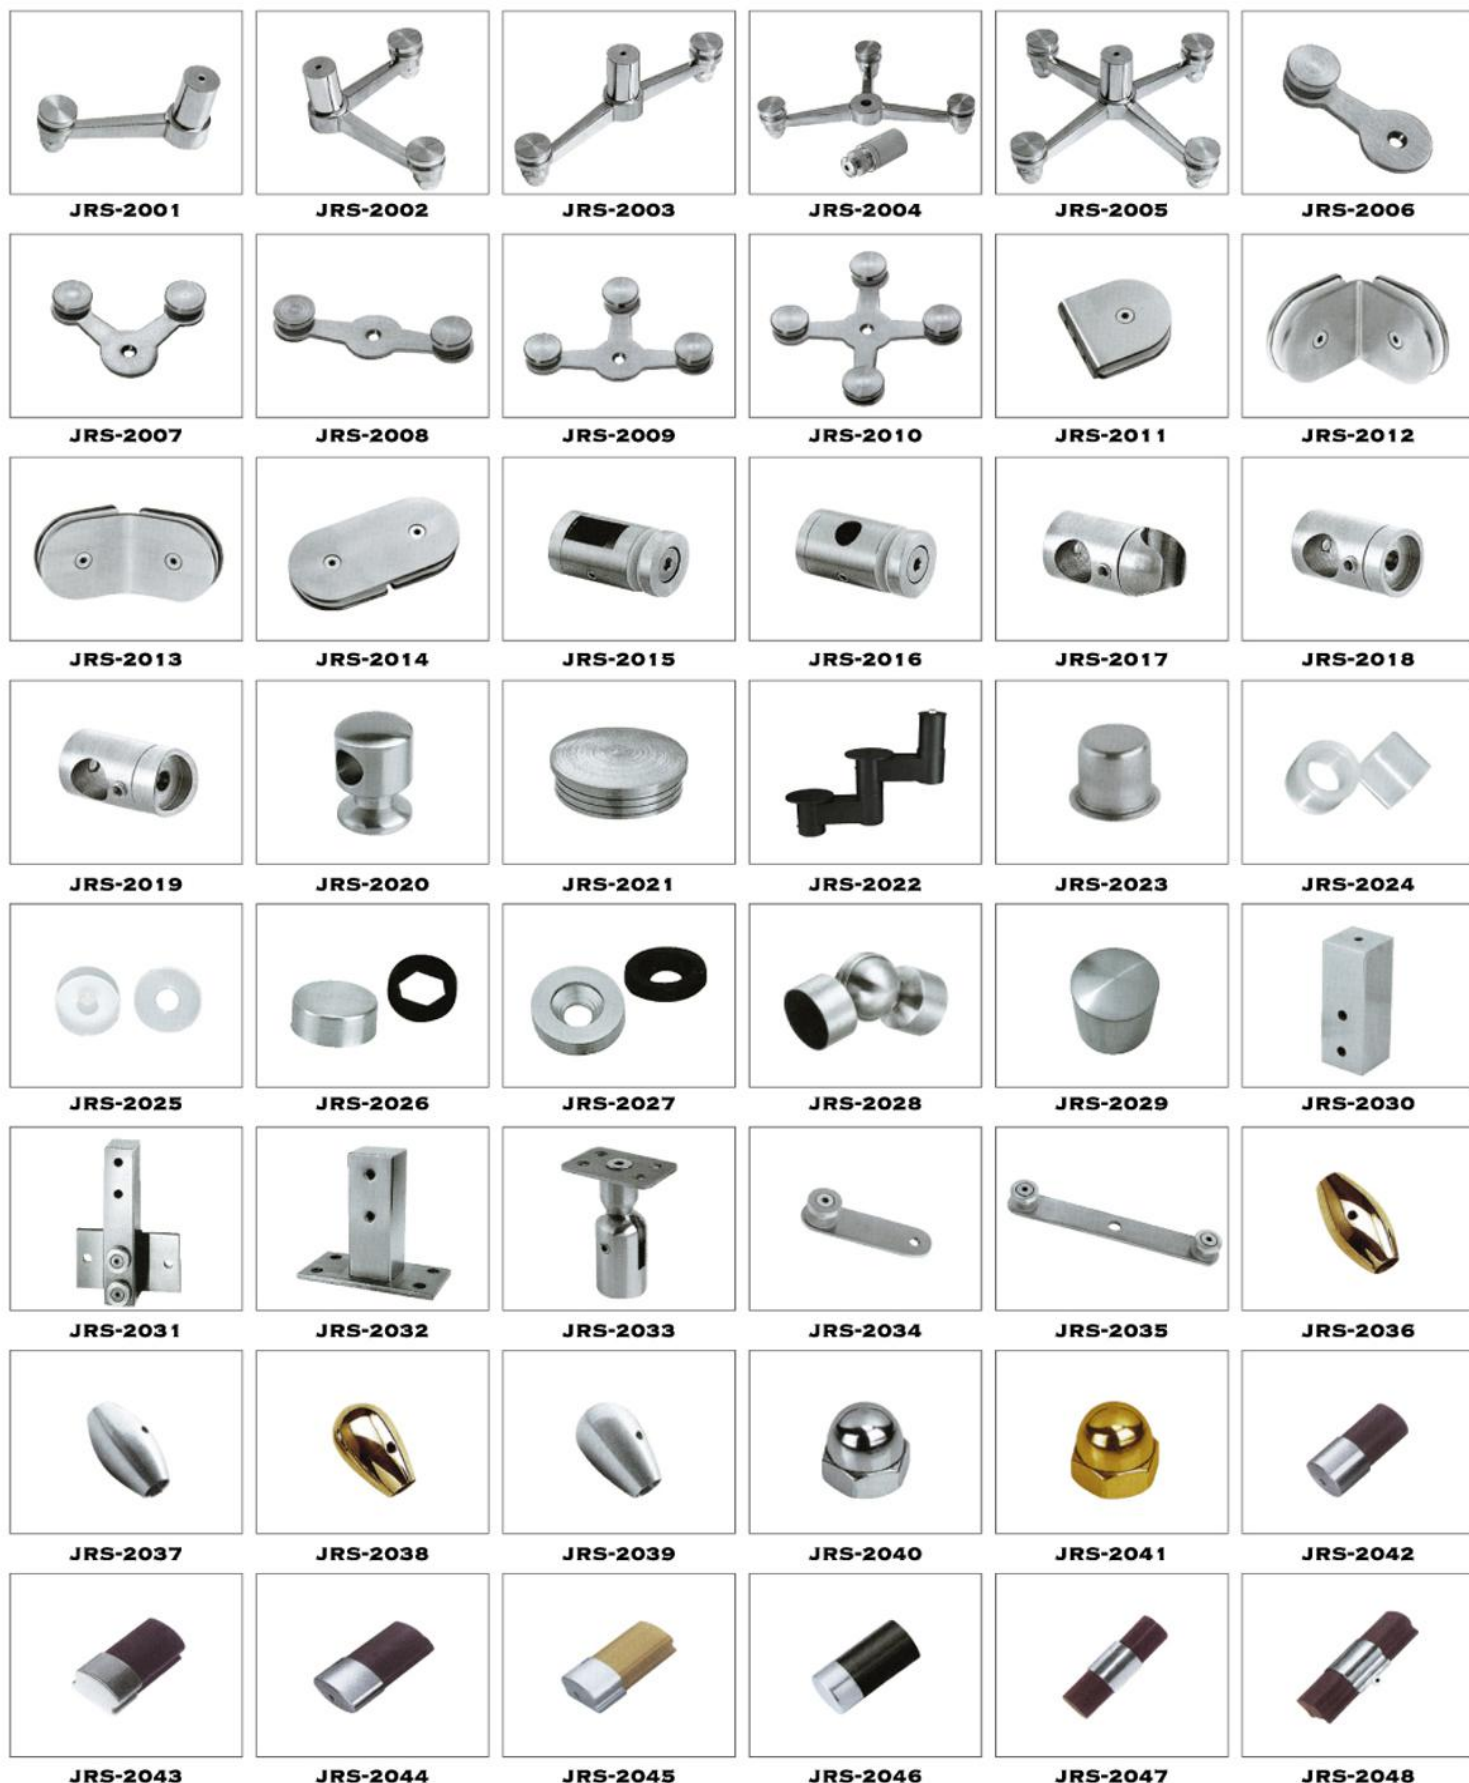 JRS-2001 JRS-2002 JRS-2003 JRS-2004 JRS-2005 JRS-2006
JRS-2007 JRS-2008 JRS-2009 JRS-2010 JRS-2011 JRS-2012
JRS-2013 JRS-2014 JRS-2015 JRS-2016 JRS-2017 JRS-2018
JRS-2019 JRS-2020 JRS-2021 JRS-2022 JRS-2023 JRS-2024
JRS-2025 JRS-2026 JRS-2027 JRS-2028 JRS-2029 JRS-2030
JRS-2031 JRS-2032 JRS-2033 JRS-2034 JRS-2035 JRS-2036
JRS-2037 JRS-2038 JRS-2039 JRS-2040 JRS-2041 JRS-2042
JRS-2043 JRS-2044 JRS-2045 JRS-2046 JRS-2047 JRS-2048